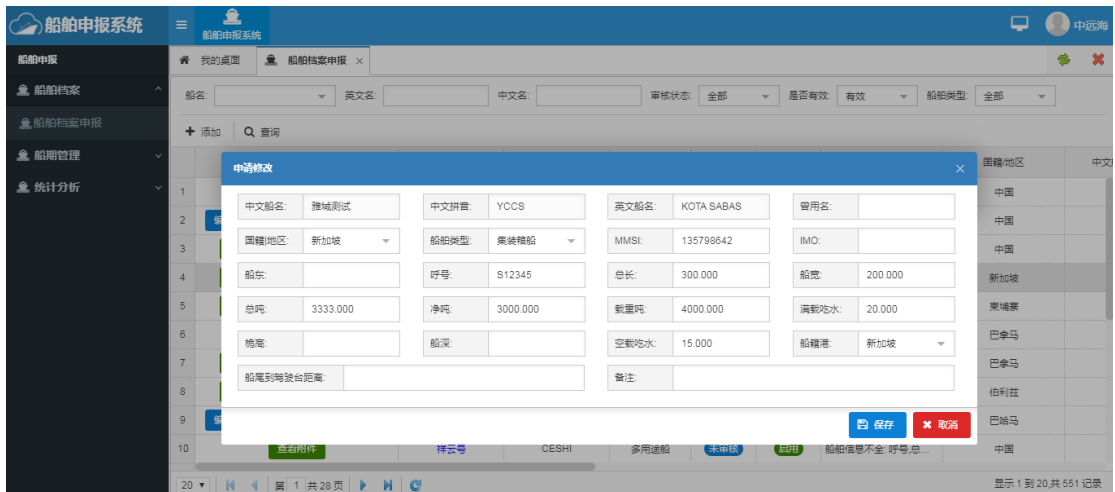 船舶申报系统
船舶申报系统
中远海
船舶申报
我的桌面
船舶档案申报 ×
船舶档案
船名:
英文名:
中文名:
审核状态: 全部
是否有效: 有效
船舶类型: 全部
船舶档案申报
添加
查询
船期管理
统计分析
国籍/地区
申请修改
1 中国
中文船名: 雅域测试
中文拼音: YCCS
英文船名: KOTA SABAS
曾用名:
2 中国
国籍|地区: 新加坡
船舶类型: 集装箱船
MMSI: 135798642
IMO:
3 中国
船东:
呼号: S12345
总长: 300.000
船宽: 200.000
4 新加坡
总吨: 3333.000
净吨: 3000.000
载重吨: 4000.000
满载吃水: 20.000
5 柬埔寨
桅高:
船深:
空载吃水: 15.000
船籍港: 新加坡
6 巴拿马
7 巴拿马
船尾到驾驶台距离:
备注:
8 伯利兹
保存
取消
9 巴哈马
10 查看附件 祥云号 CESHI 多用途船 未审核 启用 船舶信息不全: 呼号,总... 中国
20 第 1 共28页
显示 1 到 20,共 551 记录